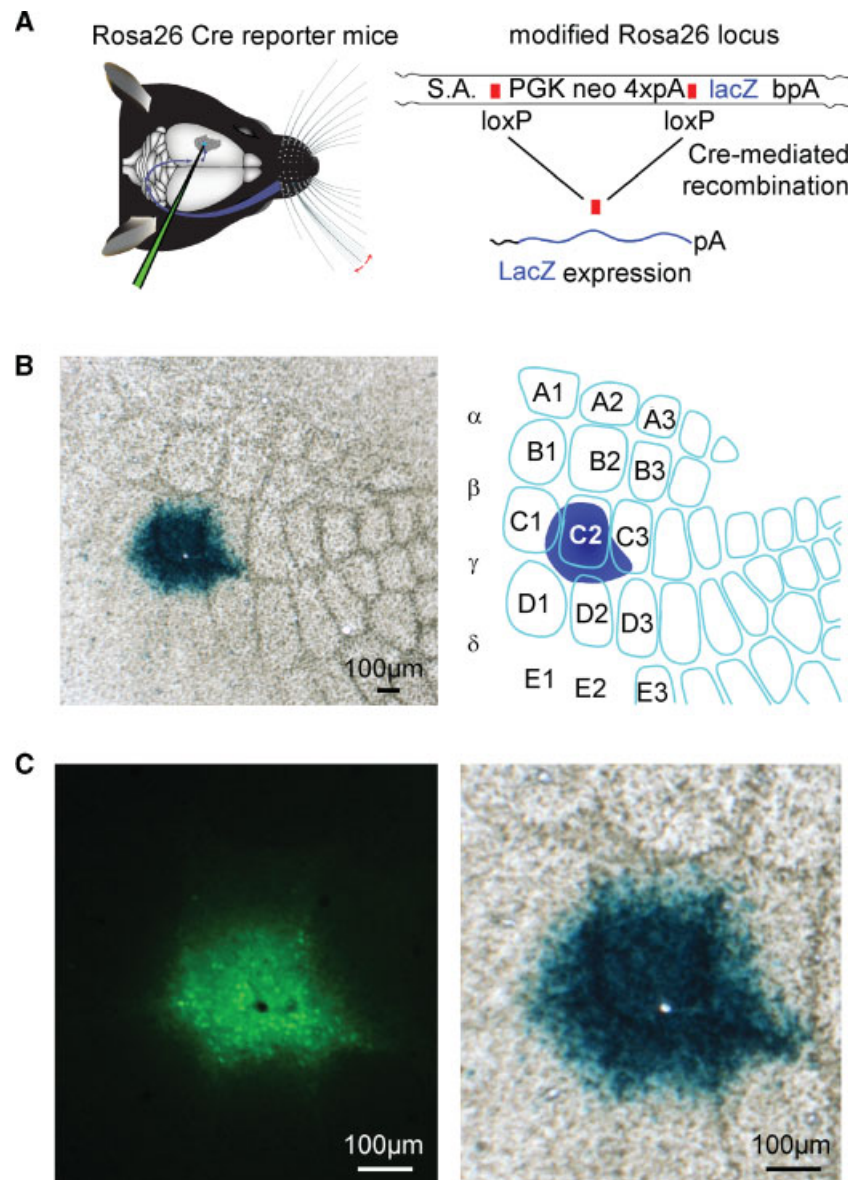 A
Rosa26 Cre reporter mice
modified Rosa26 locus
S.A. PGK neo 4xpA lacZ bpA
loxP loxP
Cre-mediated
recombination
pA
LacZ expression
B
100µm
α
β
γ
δ
A1 A2 A3
B1 B2 B3
C1 C2 C3
D1 D2 D3
E1 E2 E3
C
100µm
100µm